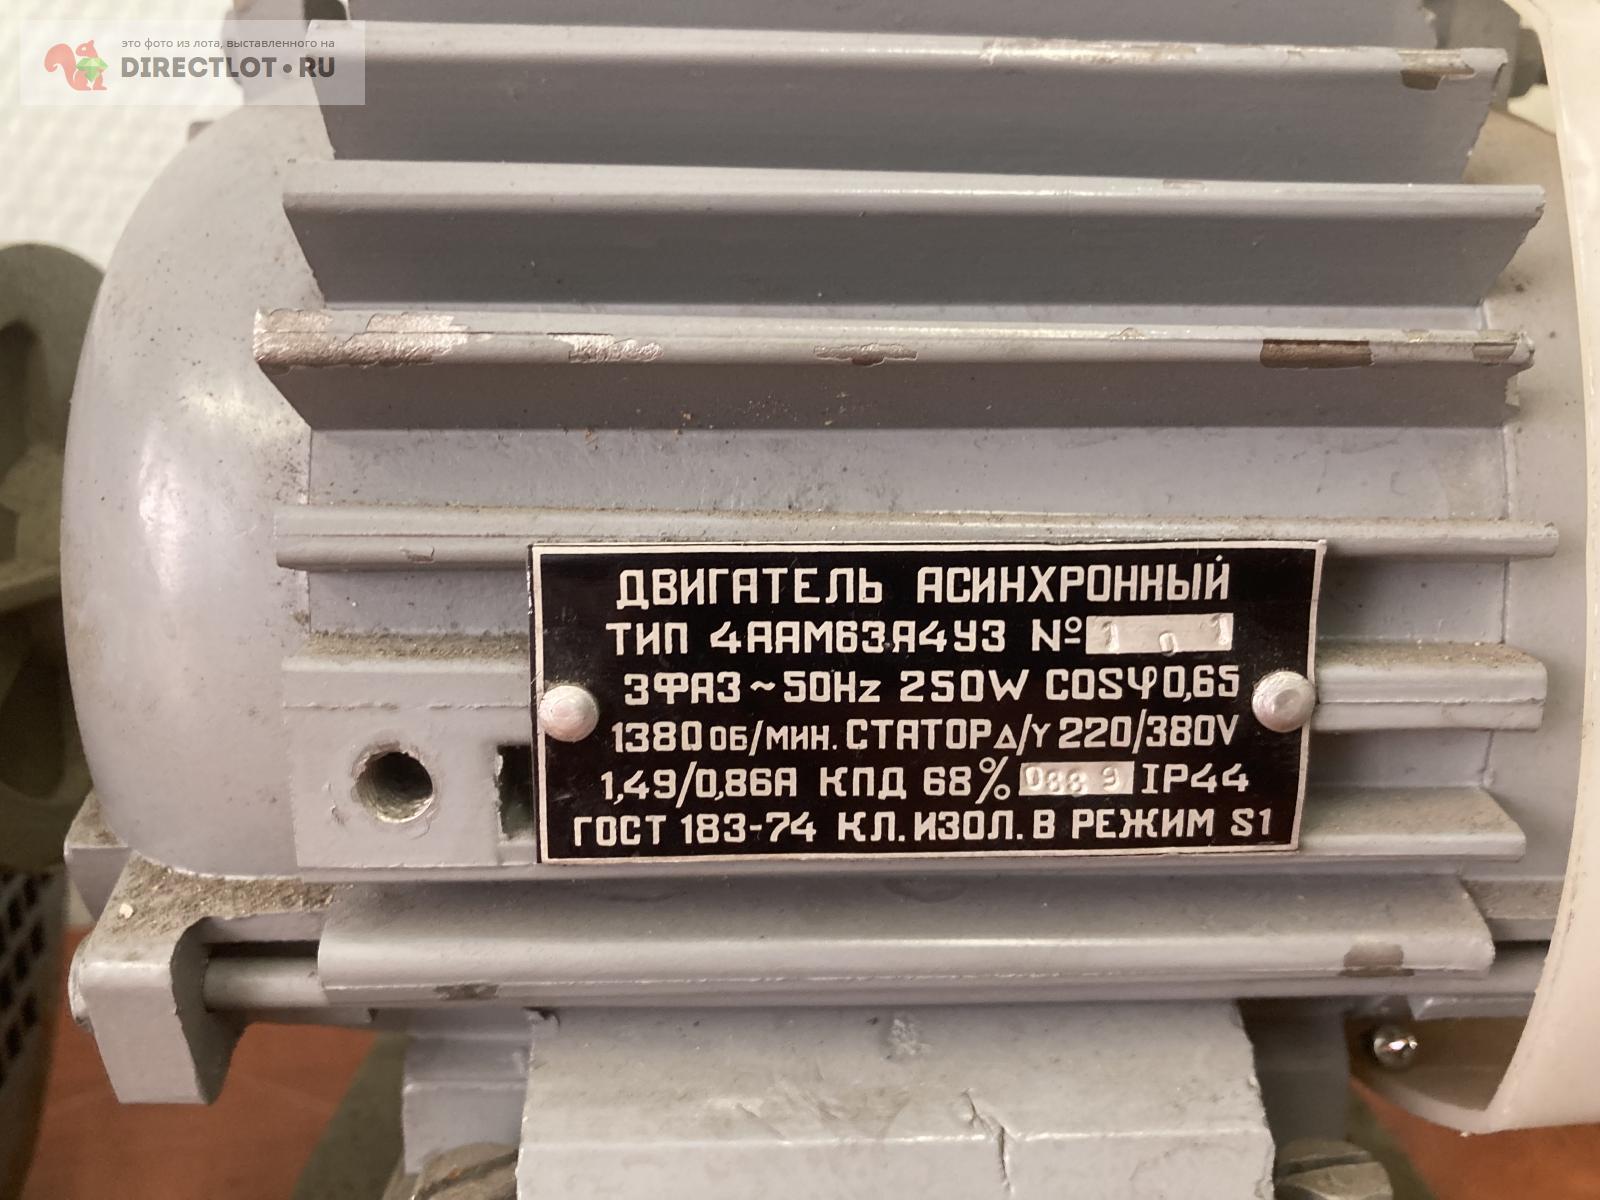 это фото из лота, выставленного на
DIRECTLOT.RU
ДВИГАТЕЛЬ АСИНХРОННЫЙ
ТИП 4ААМ63А4У3 №
3ФАЗ ~ 50Hz 250W COSφ0,65
1380 ОБ/МИН. СТАТОР Δ/Y 220/380V
1,49/0,86А КПД 68% 0889 IP44
ГОСТ 183-74 КЛ. ИЗОЛ. В РЕЖИМ S1